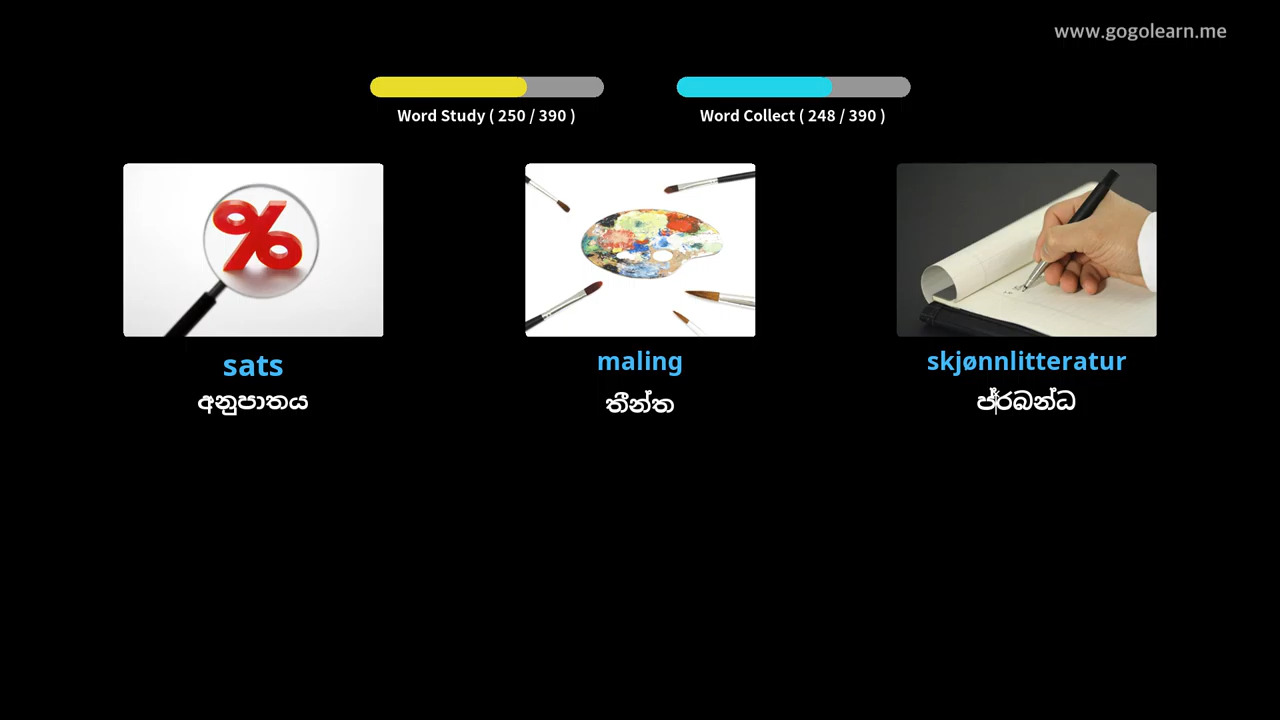 www.gogolearn.me
Word Study ( 250 / 390 )
Word Collect ( 248 / 390 )
sats
maling
skjønnlitteratur
අනුපාතය
තීන්ත
ප්රබන්ධ